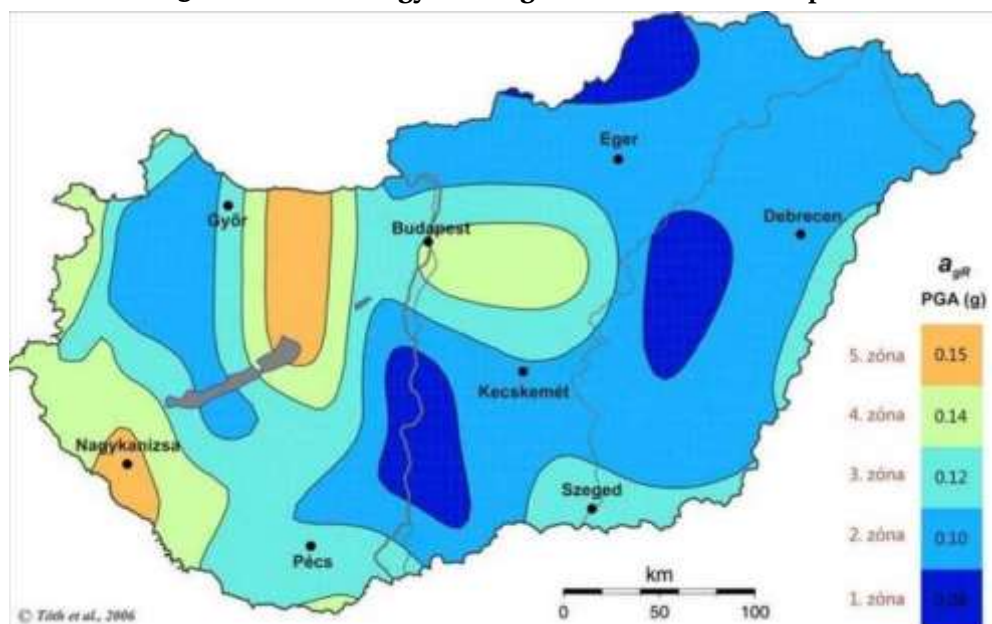 Eger
Debrecen
Győr
Budapest
a_gR
PGA (g)
5. zóna 0.15
Kecskemét
4. zóna 0.14
Nagykanizsa
3. zóna 0.12
Szeged
2. zóna 0.10
Pécs
km
1. zóna
0 50 100
© Tóth et al., 2006